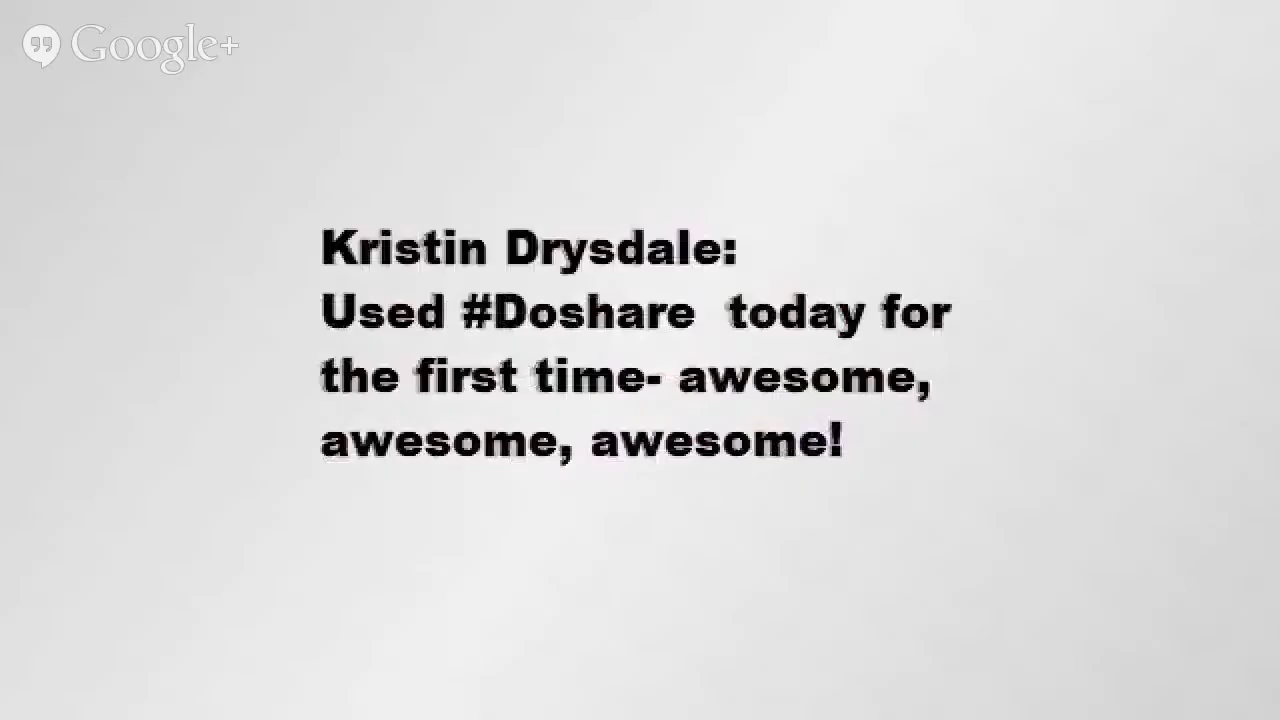 Google+
Kristin Drysdale:
Used #Doshare  today for
the first time- awesome,
awesome, awesome!